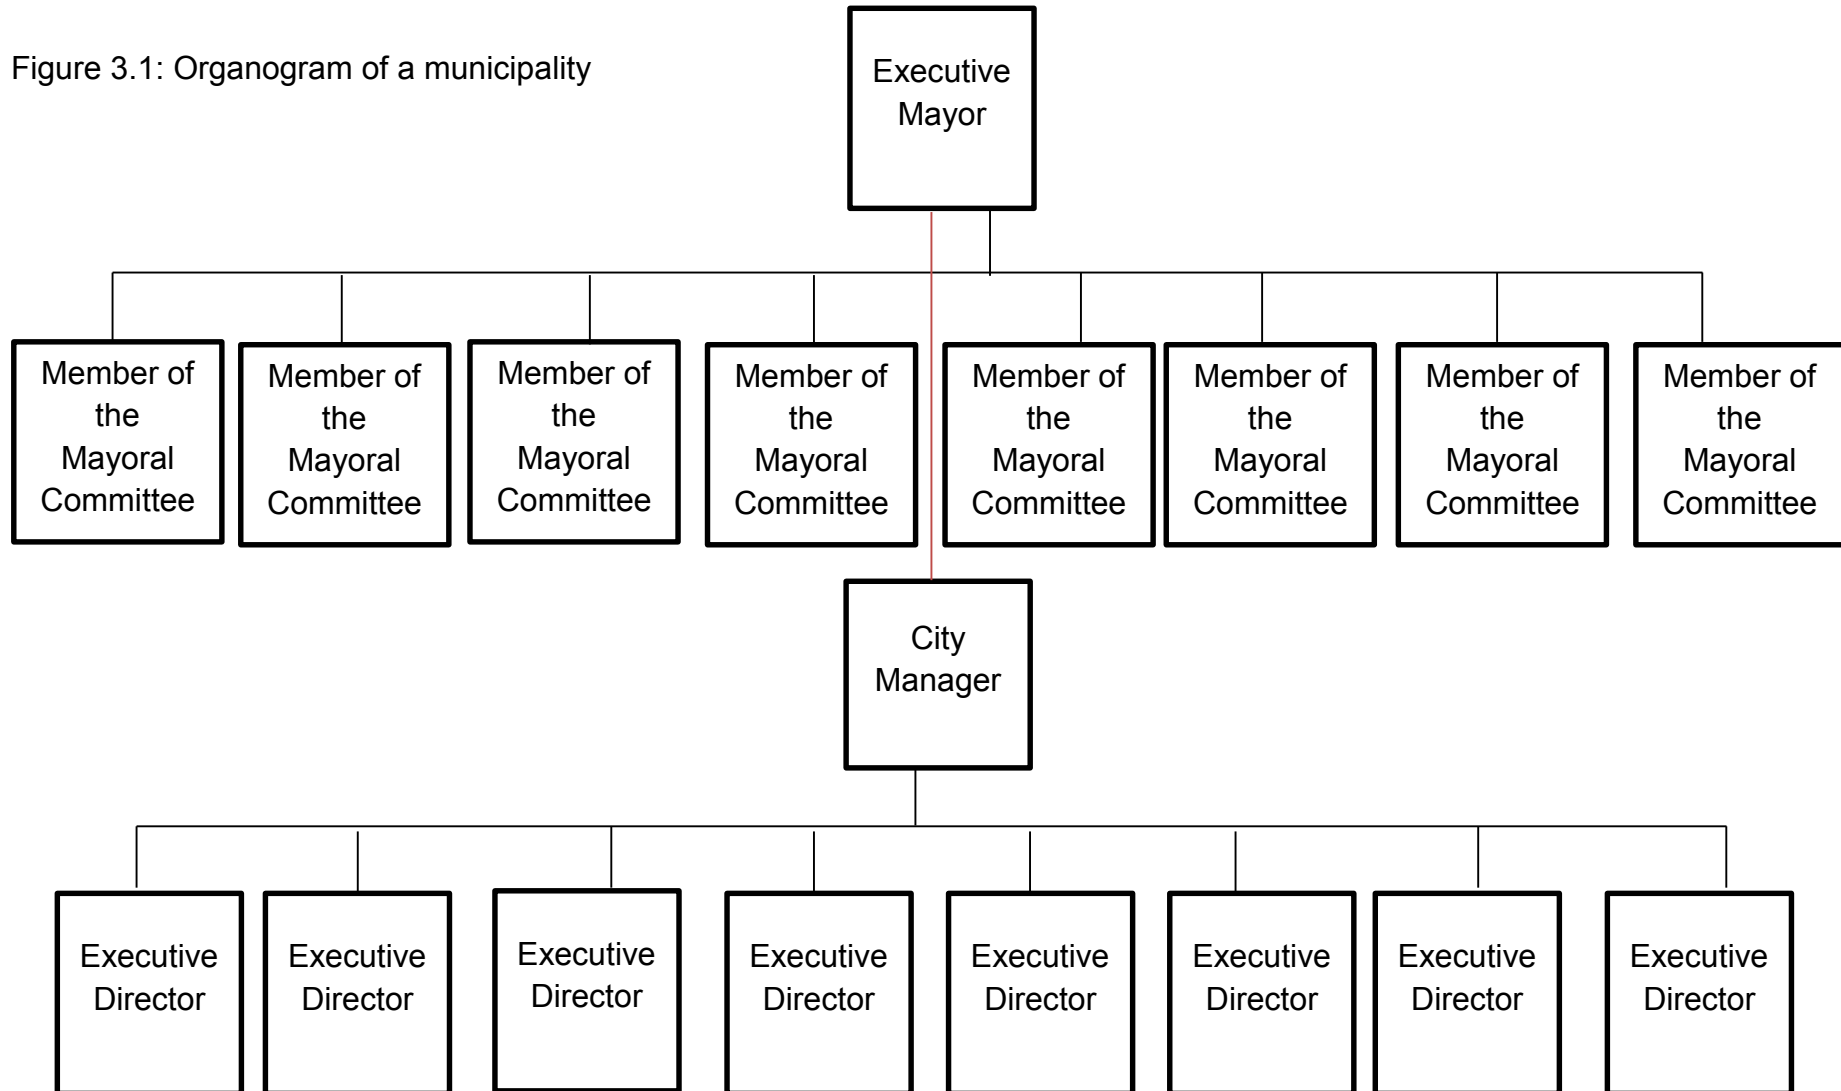 Figure 3.1: Organogram of a municipality
Executive
Mayor
Member of
the
Mayoral
Committee
Member of
the
Mayoral
Committee
Member of
the
Mayoral
Committee
Member of
the
Mayoral
Committee
Member of
the
Mayoral
Committee
Member of
the
Mayoral
Committee
Member of
the
Mayoral
Committee
Member of
the
Mayoral
Committee
City
Manager
Executive
Director
Executive
Director
Executive
Director
Executive
Director
Executive
Director
Executive
Director
Executive
Director
Executive
Director